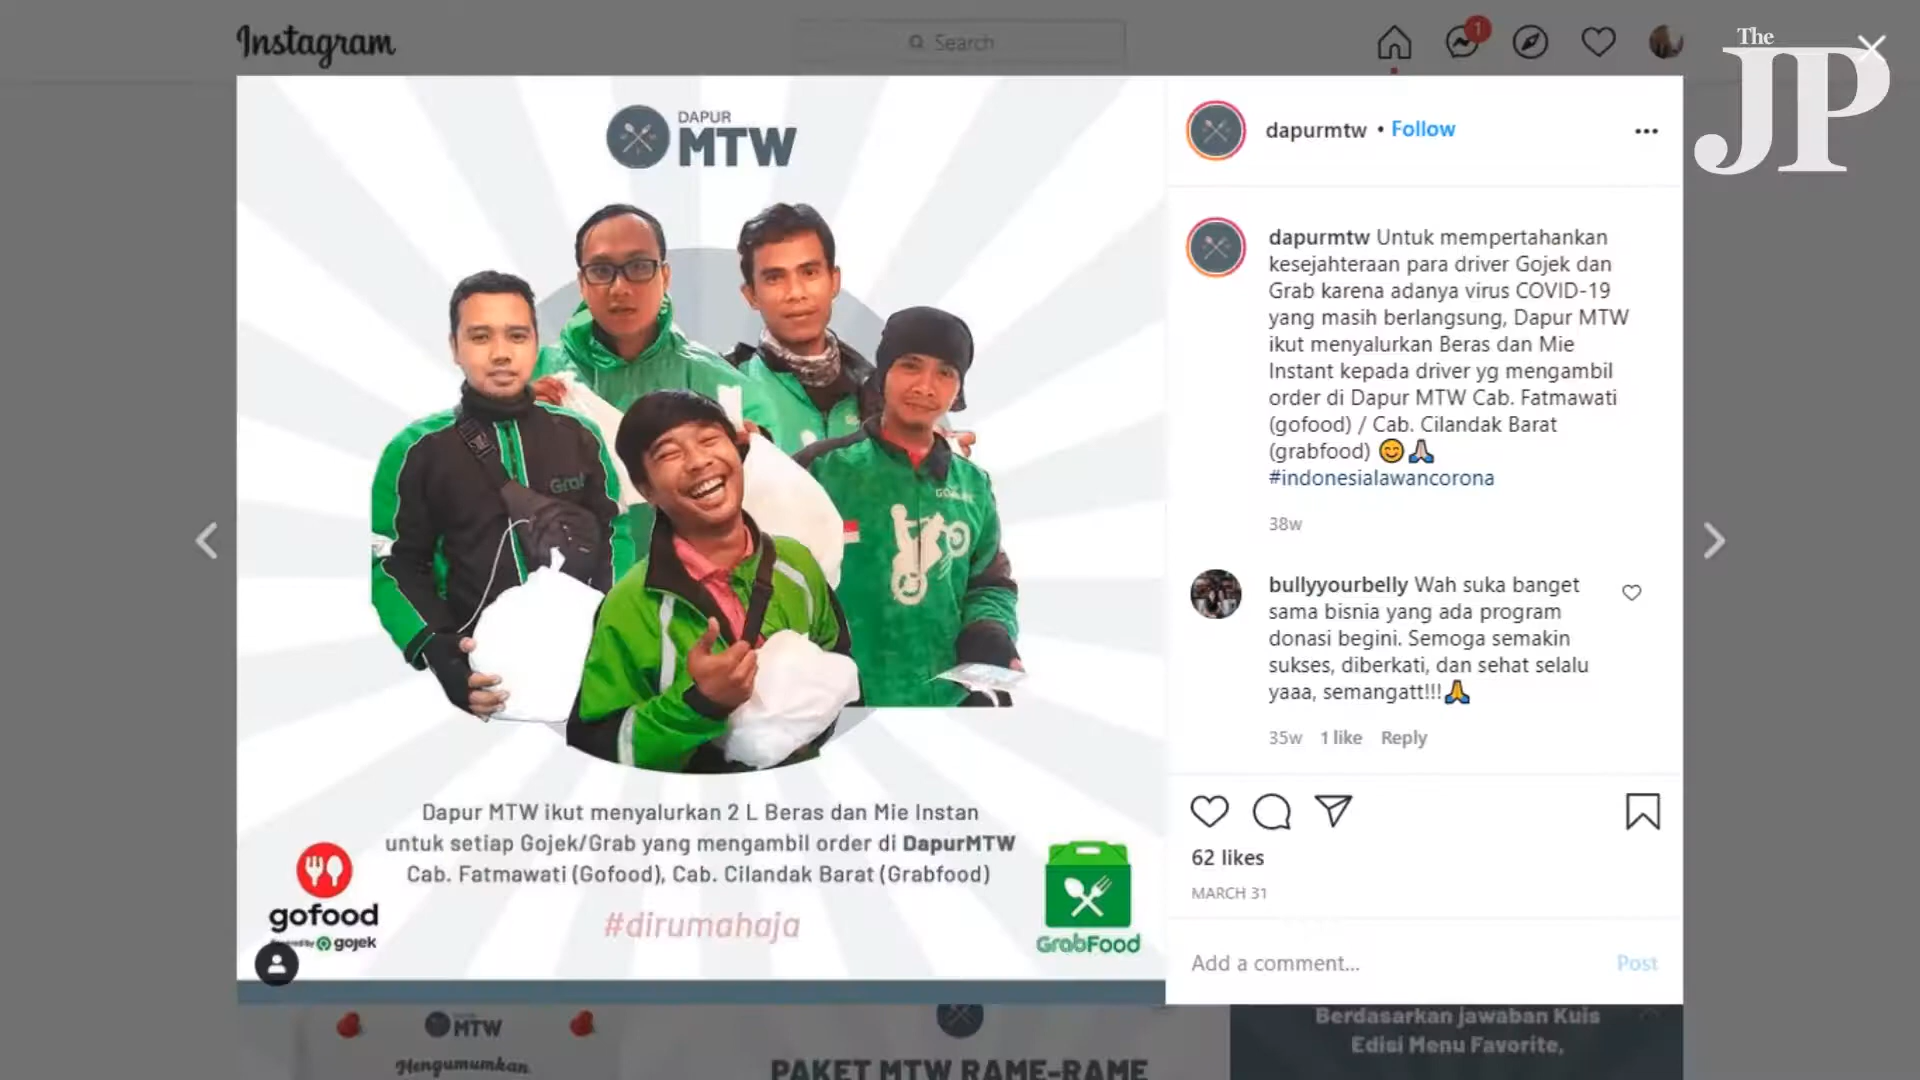 Instagram
Search
1
The
JP
DAPUR
MTW
Grab
Dapur MTW ikut menyalurkan 2 L Beras dan Mie Instan
untuk setiap Gojek/Grab yang mengambil order di DapurMTW
Cab. Fatmawati (Gofood), Cab. Cilandak Barat (Grabfood)
#dirumahaja
gofood
by gojek
GrabFood
dapurmtw • Follow
dapurmtw Untuk mempertahankan
kesejahteraan para driver Gojek dan
Grab karena adanya virus COVID-19
yang masih berlangsung, Dapur MTW
ikut menyalurkan Beras dan Mie
Instant kepada driver yg mengambil
order di Dapur MTW Cab. Fatmawati
(gofood) / Cab. Cilandak Barat
(grabfood) 😊🙏🏻
#indonesialawancorona
38w
bullyyourbelly Wah suka banget
sama bisnia yang ada program
donasi begini. Semoga semakin
sukses, diberkati, dan sehat selalu
yaaa, semangatt!!!🙏
35w 1 like Reply
62 likes
MARCH 31
Add a comment... Post
MTW
Mengumumkan
PAKET MTW RAME-RAME
Berdasarkan jawaban Kuis
Edisi Menu Favorite,